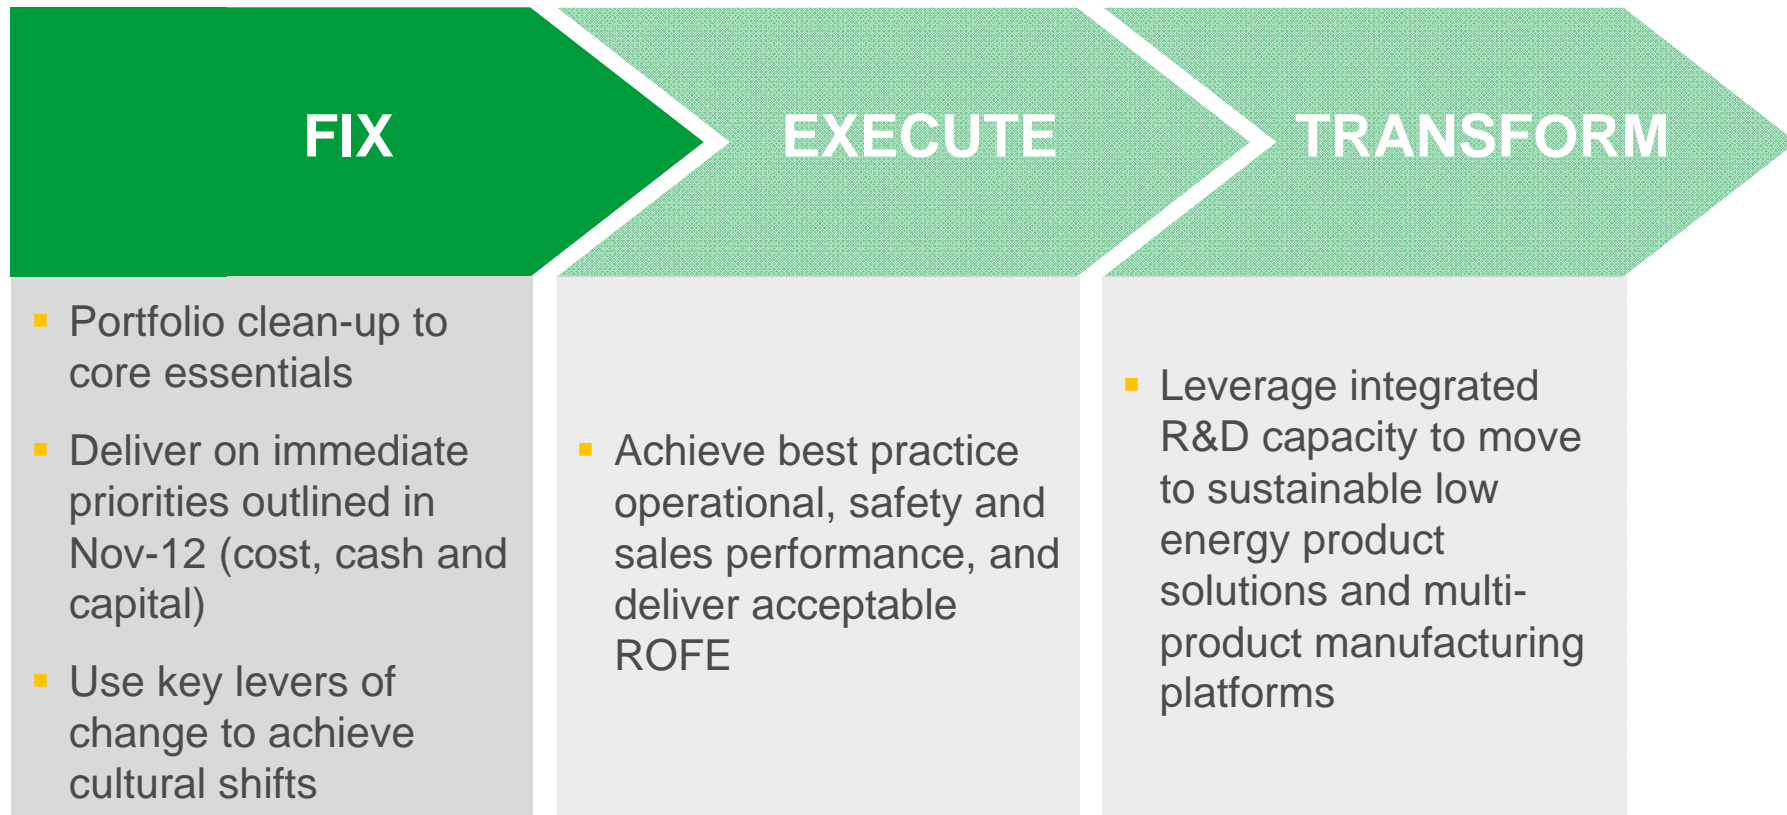 FIX
Portfolio clean-up to
core essentials
Deliver on immediate
priorities outlined in
Nov-12 (cost, cash and
capital)
Use key levers of
change to achieve
cultural shifts
EXECUTE
Achieve best practice
operational, safety and
sales performance, and
deliver acceptable
ROFE
TRANSFORM
Leverage integrated
R&D capacity to move
to sustainable low
energy product
solutions and multi-
product manufacturing
platforms